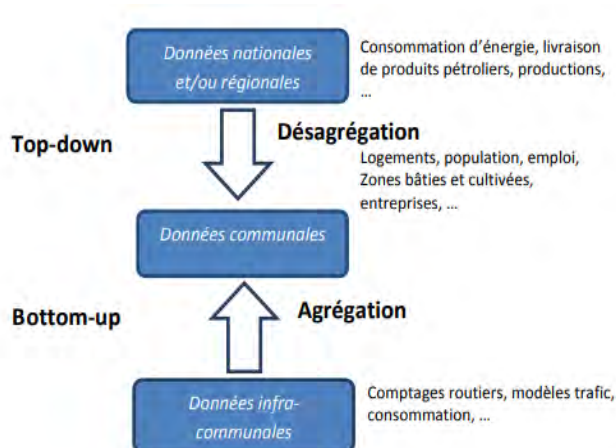 Données nationales
et/ou régionales
Consommation d'énergie, livraison
de produits pétroliers, productions,
...
Top-down
Désagrégation
Logements, population, emploi,
Zones bâties et cultivées,
entreprises, ...
Données communales
Bottom-up
Agrégation
Données infra-
communales
Comptages routiers, modèles trafic,
consommation, ...